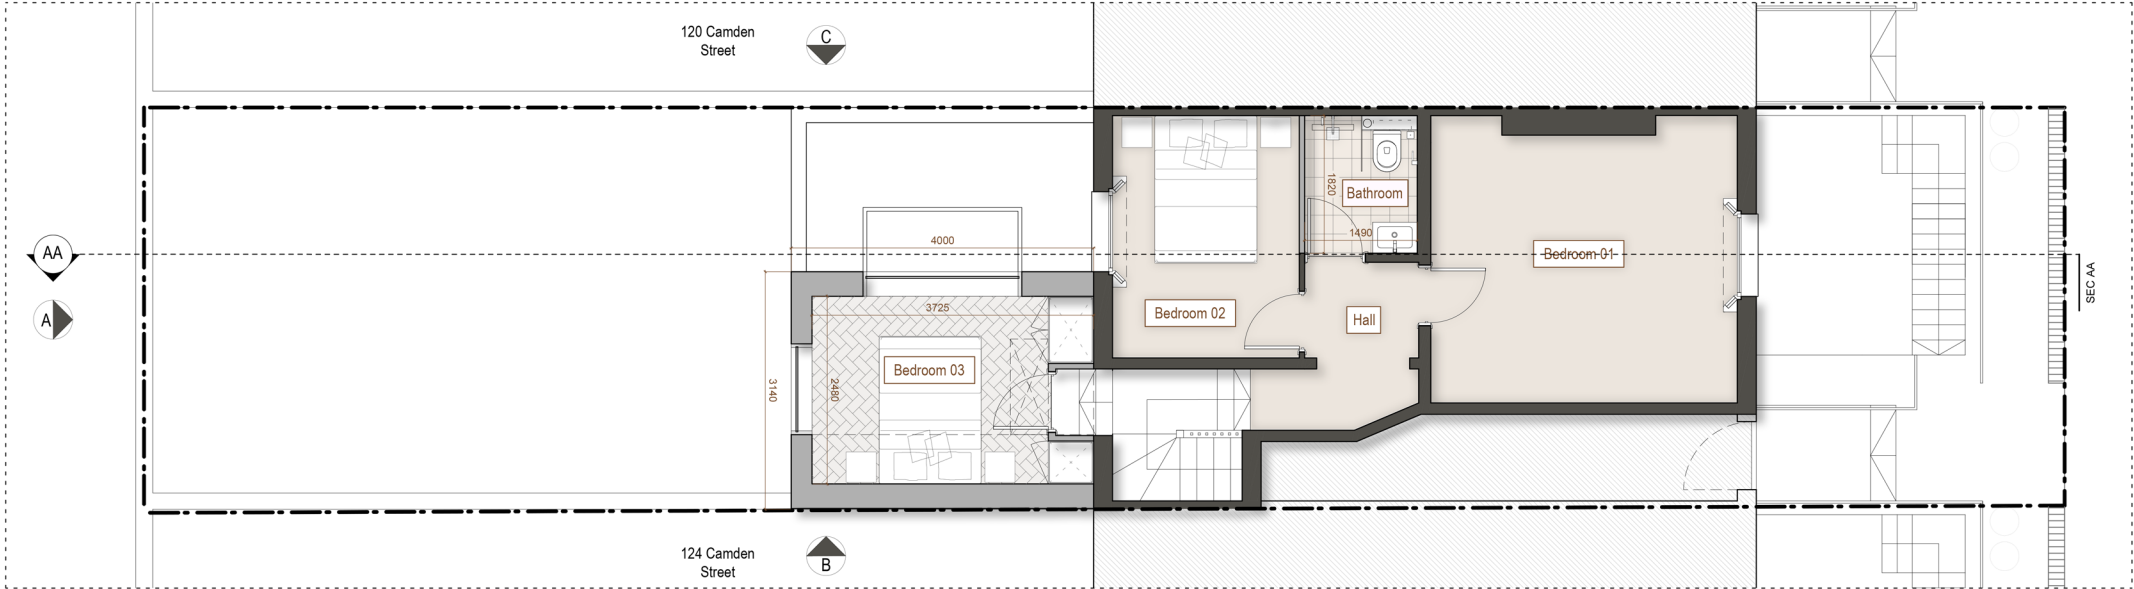 120 Camden
Street
C
AA
A
4000
3725
3140
2480
Bedroom 03
Bedroom 02
1820
Bathroom
1490
Hall
Bedroom 01
SEC AA
124 Camden
Street
B